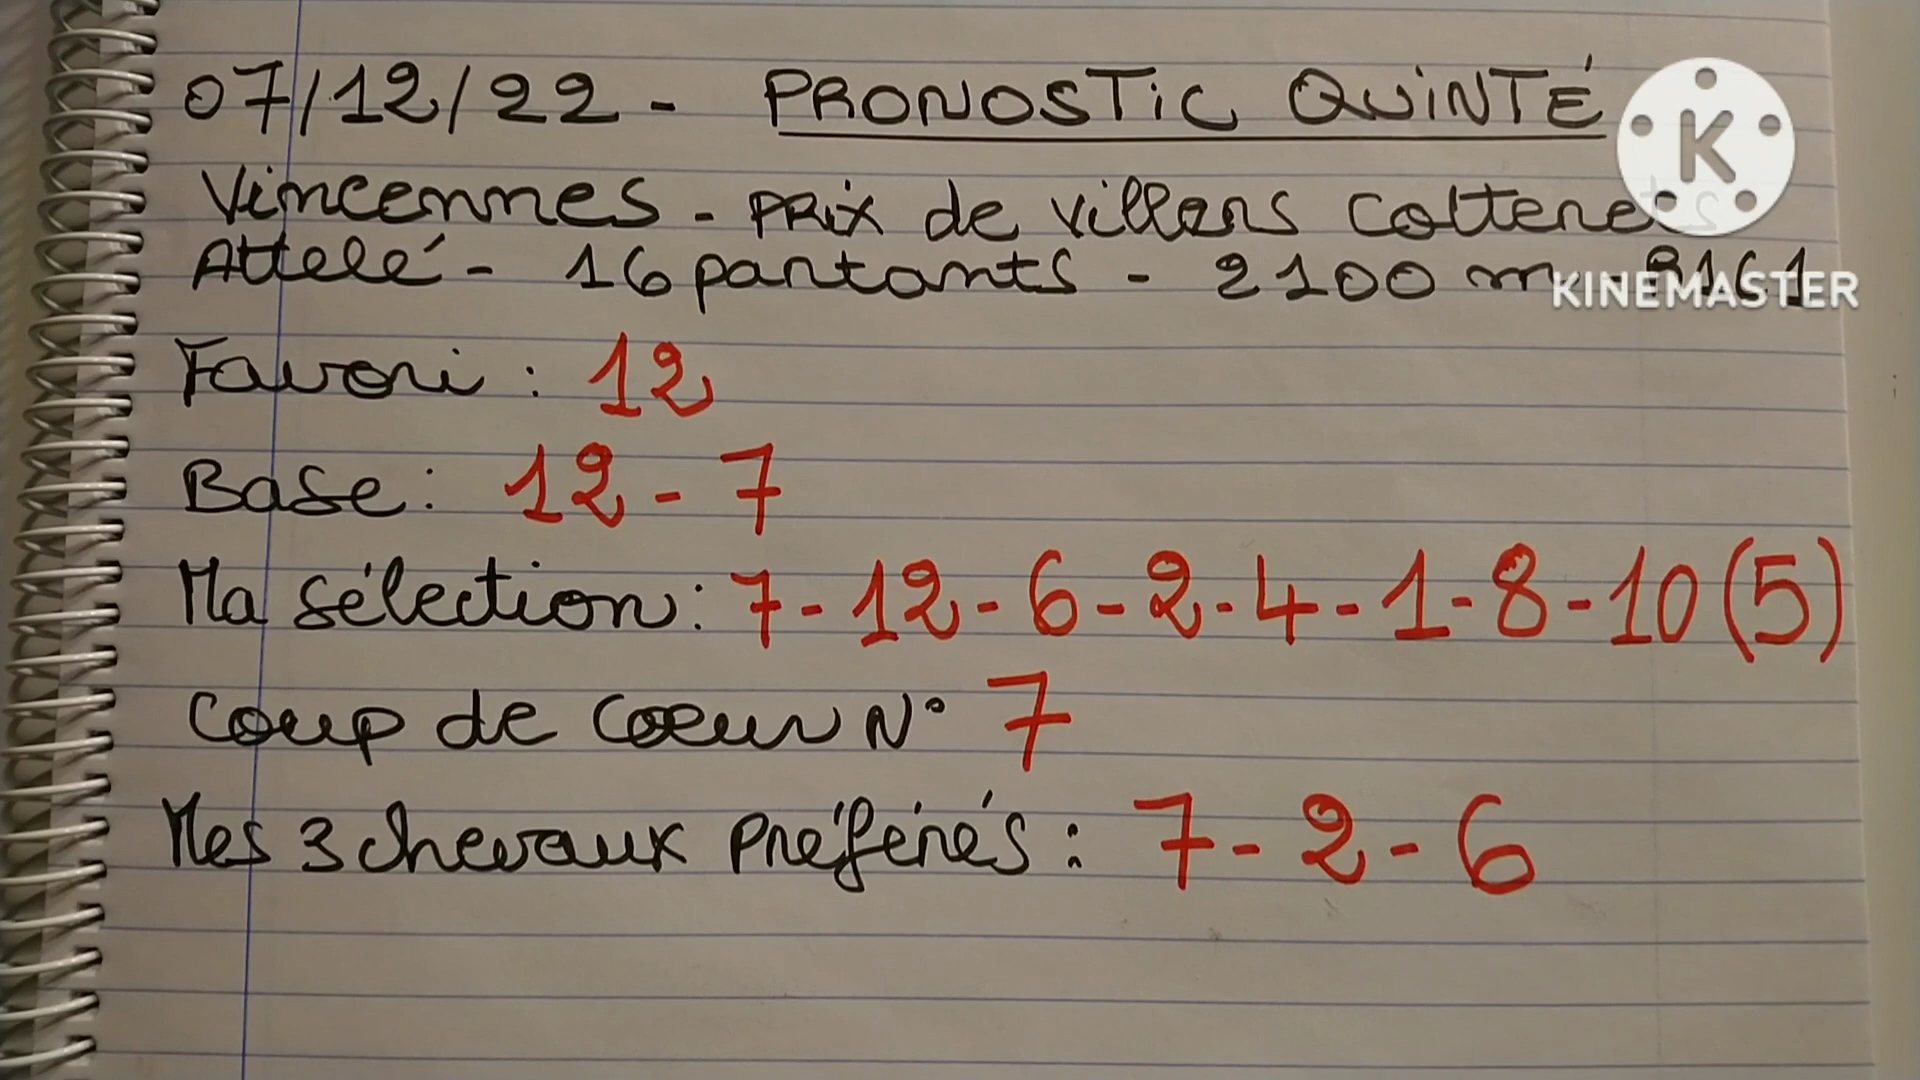 07/12/22 - PRONOSTIC QUINTÉ
Vincennes - PRix de villers cotterets
Attelé - 16 partants - 2100 m - R1C1
KINEMASTER
Favori : 12
Base : 12 - 7
Ma sélection : 7 - 12 - 6 - 2 - 4 - 1 - 8 - 10 (5)
Coup de coeur N° 7
Mes 3 chevaux préférés : 7 - 2 - 6